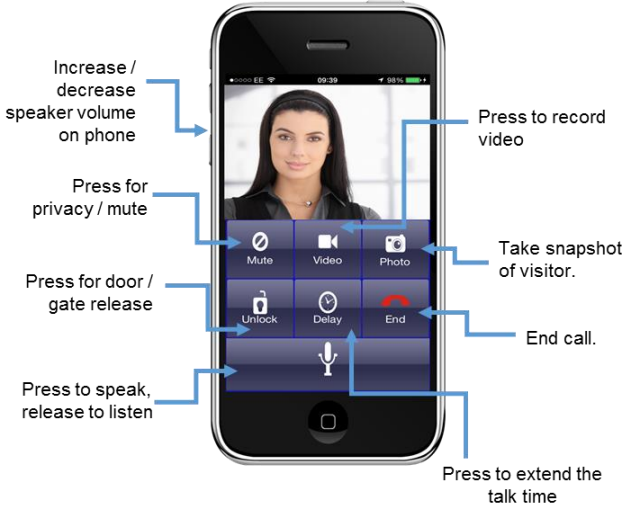 Increase /
decrease
speaker volume
on phone
Press for
privacy / mute
Press for door /
gate release
Press to speak,
release to listen
EE 09:39 98%
Mute Video Photo
Unlock Delay End
Press to record
video
Take snapshot
of visitor.
End call.
Press to extend the
talk time